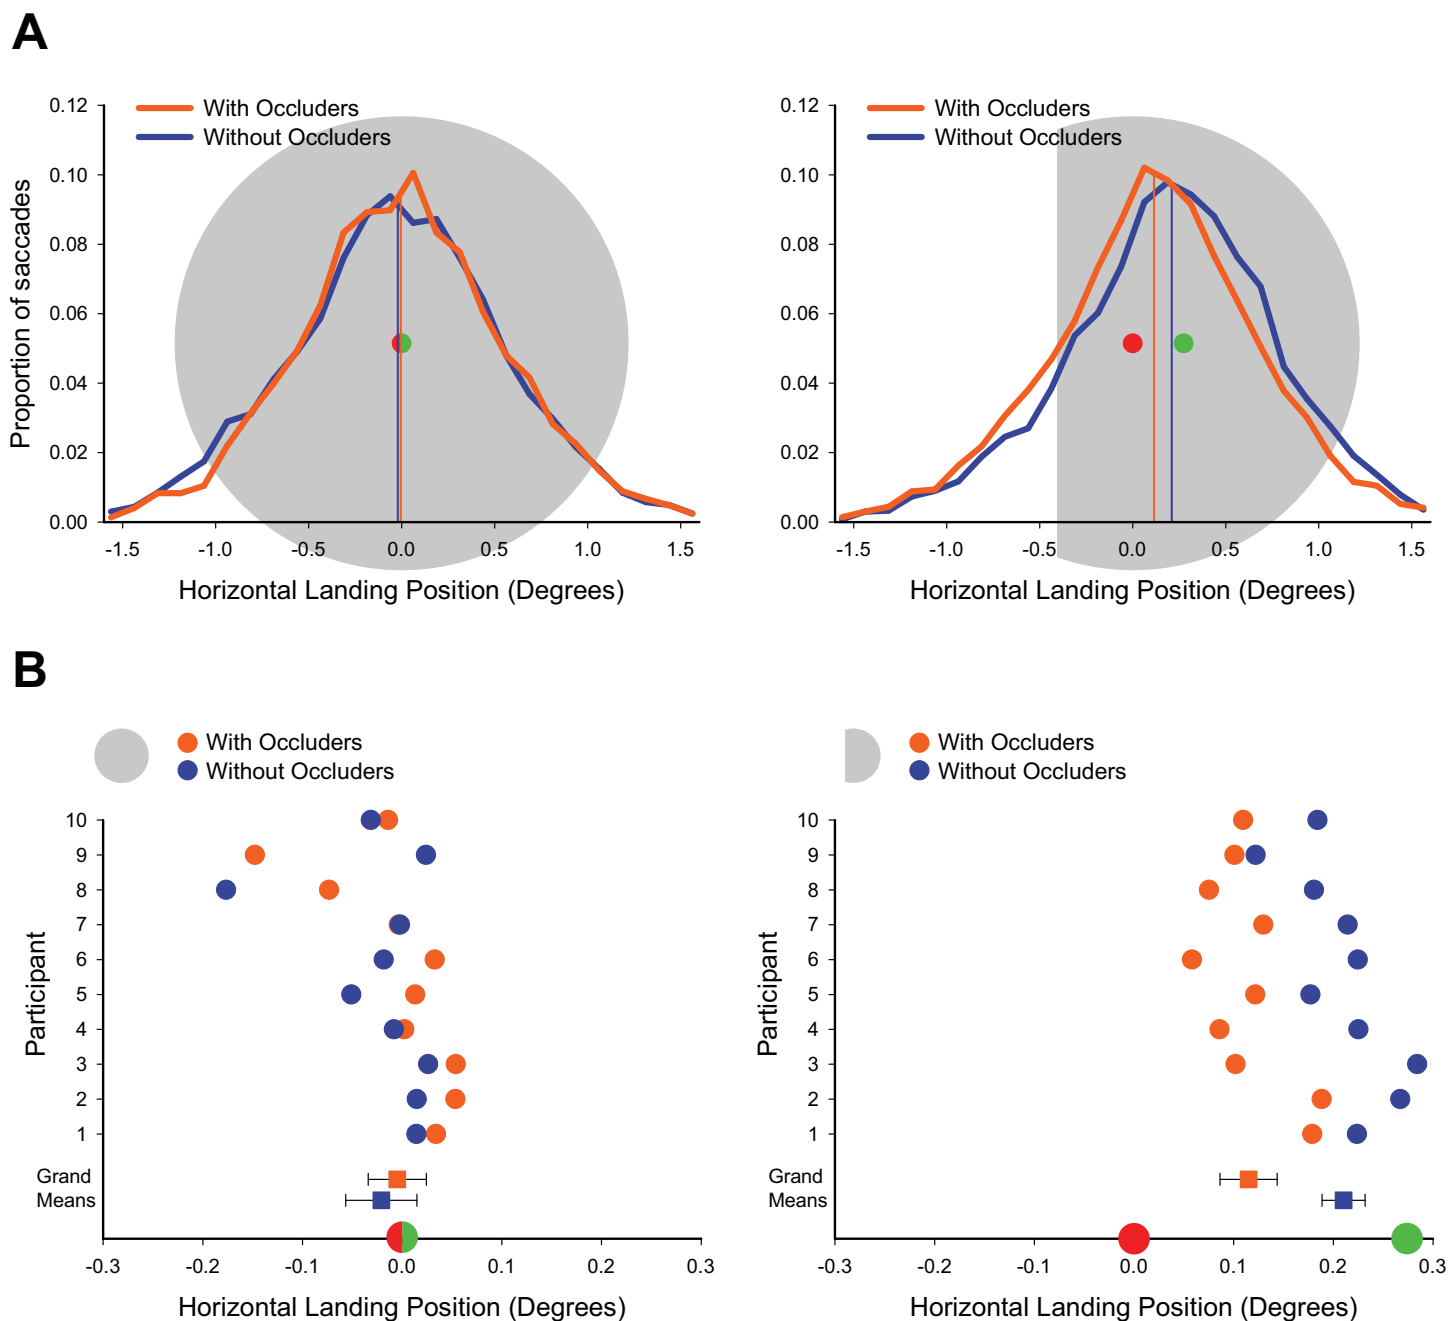 A
With Occluders
Without Occluders
0.12
0.10
0.08
0.06
0.04
0.02
0.00
Proportion of saccades
-1.5 -1.0 -0.5 0.0 0.5 1.0 1.5
Horizontal Landing Position (Degrees)
With Occluders
Without Occluders
0.12
0.10
0.08
0.06
0.04
0.02
0.00
-1.5 -1.0 -0.5 0.0 0.5 1.0 1.5
Horizontal Landing Position (Degrees)
B
With Occluders
Without Occluders
10
9
8
7
6
5
4
3
2
1
Participant
Grand
Means
-0.3 -0.2 -0.1 0.0 0.1 0.2 0.3
Horizontal Landing Position (Degrees)
With Occluders
Without Occluders
10
9
8
7
6
5
4
3
2
1
Participant
Grand
Means
-0.3 -0.2 -0.1 0.0 0.1 0.2 0.3
Horizontal Landing Position (Degrees)